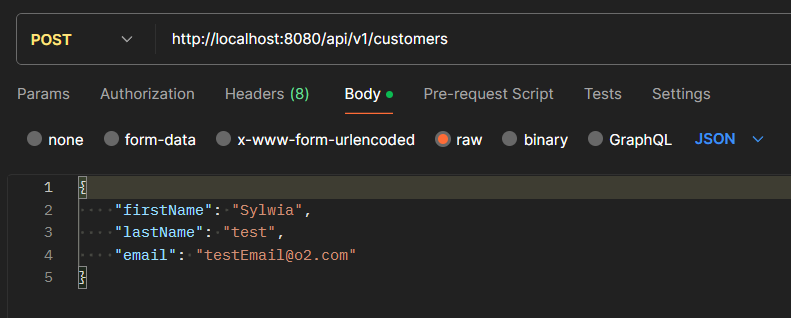 POST http://localhost:8080/api/v1/customers
Params Authorization Headers (8) Body Pre-request Script Tests Settings
none form-data x-www-form-urlencoded raw binary GraphQL JSON
1 {
2 "firstName": "Sylwia",
3 "lastName": "test",
4 "email": "testEmail@o2.com"
5 }